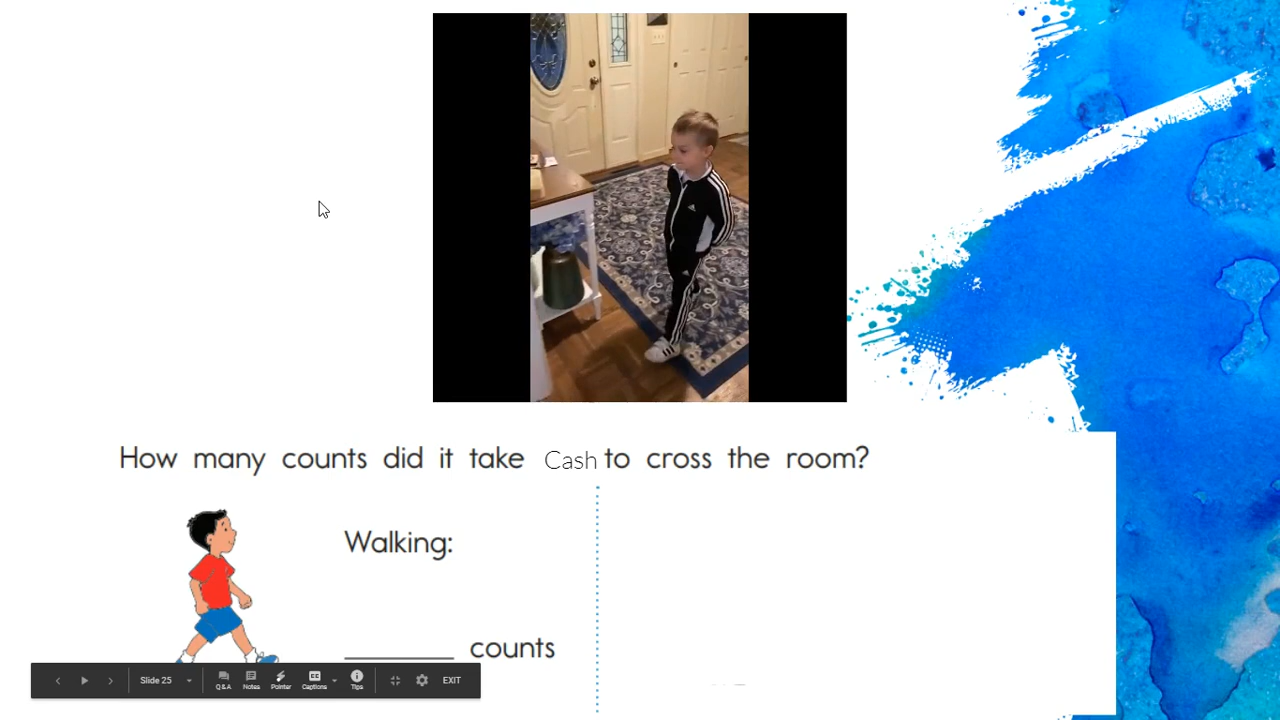 How many counts did it take Cash to cross the room?
Walking:
_________ counts
Slide 25
Q&A
Notes
Pointer
Captions
Tips
EXIT